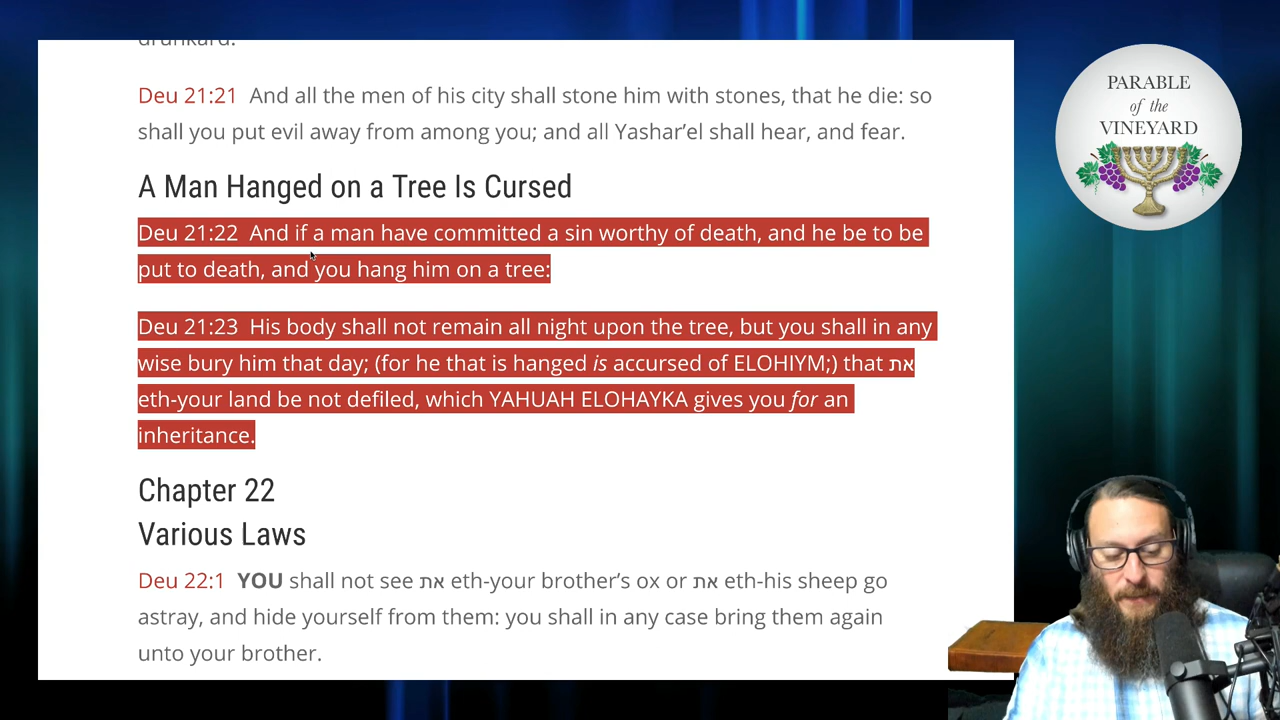 drunkard.
Deu 21:21 And all the men of his city shall stone him with stones, that he die: so
shall you put evil away from among you; and all Yashar’el shall hear, and fear.
A Man Hanged on a Tree Is Cursed
Deu 21:22 And if a man have committed a sin worthy of death, and he be to be
put to death, and you hang him on a tree:
Deu 21:23 His body shall not remain all night upon the tree, but you shall in any
wise bury him that day; (for he that is hanged is accursed of ELOHIYM;) that את
eth-your land be not defiled, which YAHUAH ELOHAYKA gives you for an
inheritance.
Chapter 22
Various Laws
Deu 22:1 YOU shall not see את eth-your brother’s ox or את eth-his sheep go
astray, and hide yourself from them: you shall in any case bring them again
unto your brother.
PARABLE
of the
VINEYARD